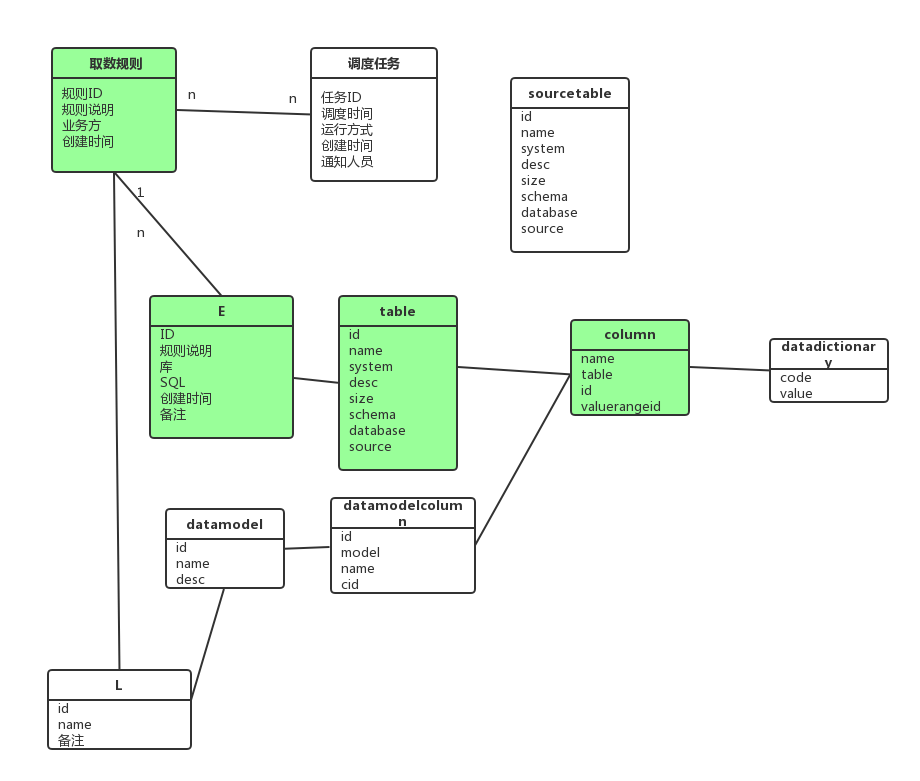 取数规则
规则ID
规则说明
业务方
创建时间
n
n
调度任务
任务ID
调度时间
运行方式
创建时间
通知人员
sourcetable
id
name
system
desc
size
schema
database
source
1
n
E
ID
规则说明
库
SQL
创建时间
备注
table
id
name
system
desc
size
schema
database
source
column
name
table
id
valuerangeid
datadictionar
y
code
value
datamodel
id
name
desc
datamodelcolum
n
id
model
name
cid
L
id
name
备注